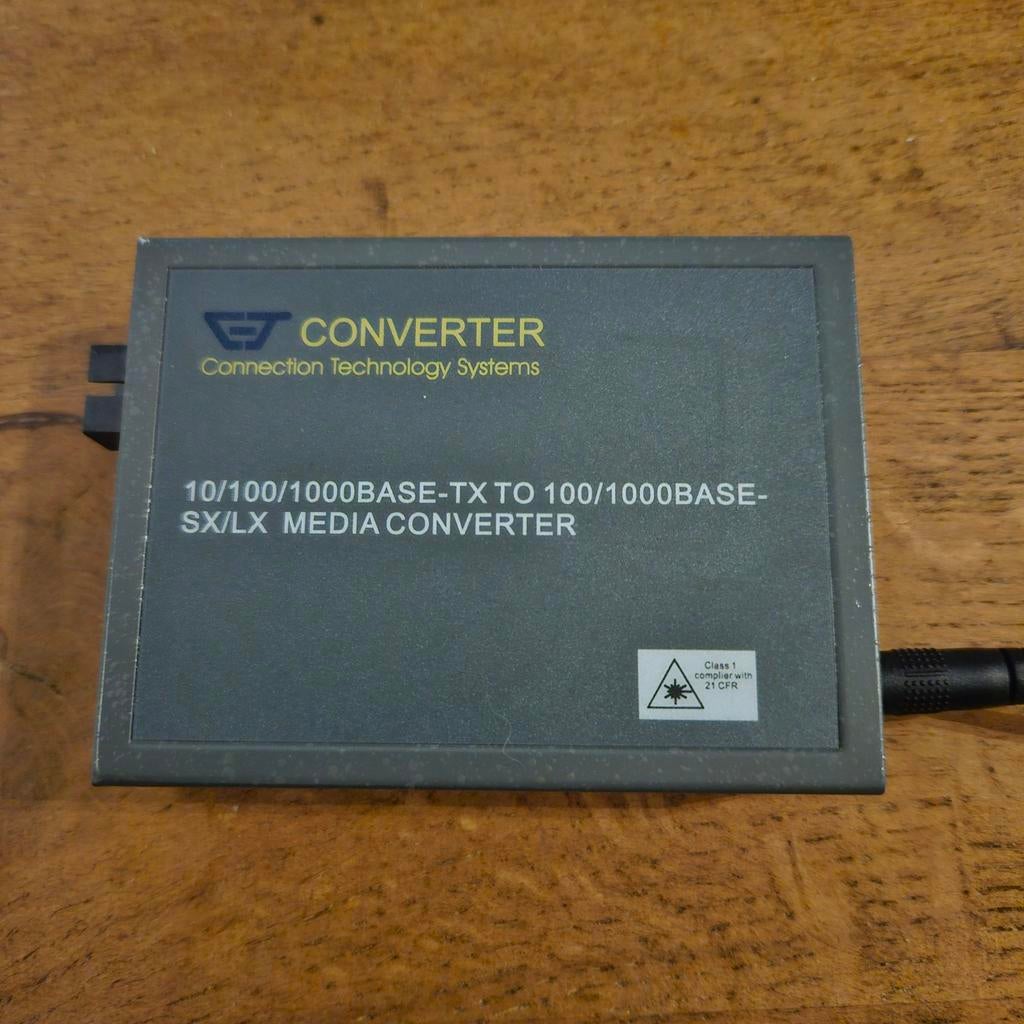 CONVERTER
Connection Technology Systems
10/100/1000BASE-TX TO 100/1000BASE-
SX/LX MEDIA CONVERTER
Class 1
complier with
21 CFR